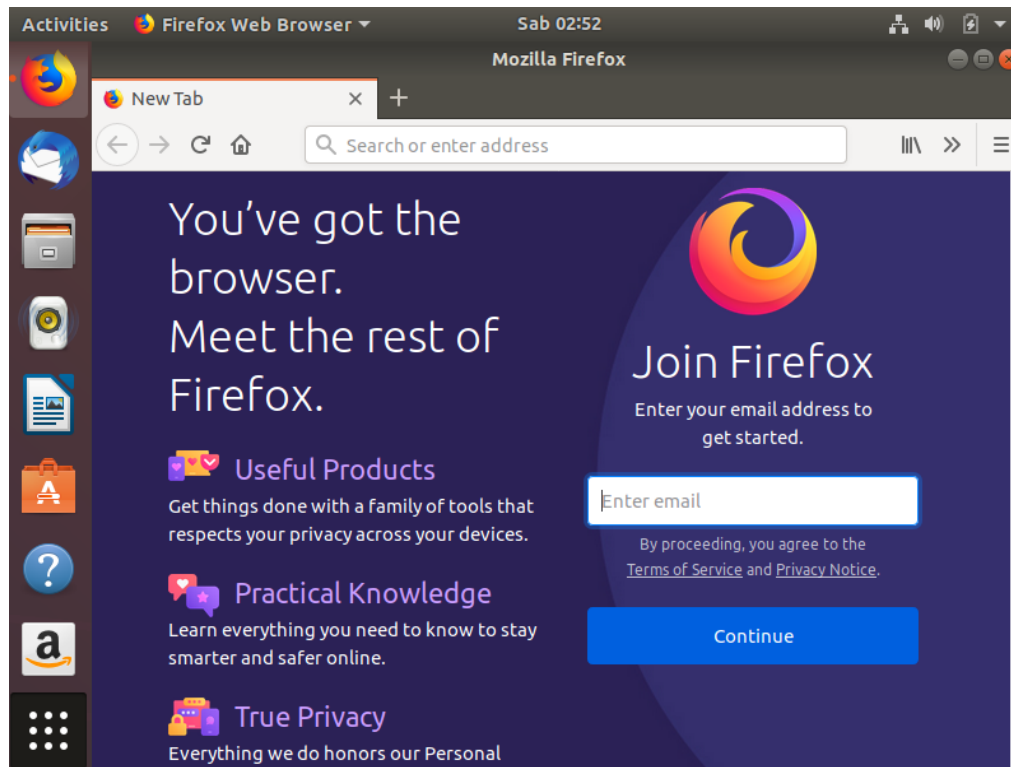 Activities Firefox Web Browser Sab 02:52
Mozilla Firefox
New Tab
Search or enter address
You've got the
browser.
Meet the rest of
Firefox.
Useful Products
Get things done with a family of tools that
respects your privacy across your devices.
Practical Knowledge
Learn everything you need to know to stay
smarter and safer online.
True Privacy
Everything we do honors our Personal
Join Firefox
Enter your email address to
get started.
Enter email
By proceeding, you agree to the
Terms of Service and Privacy Notice.
Continue